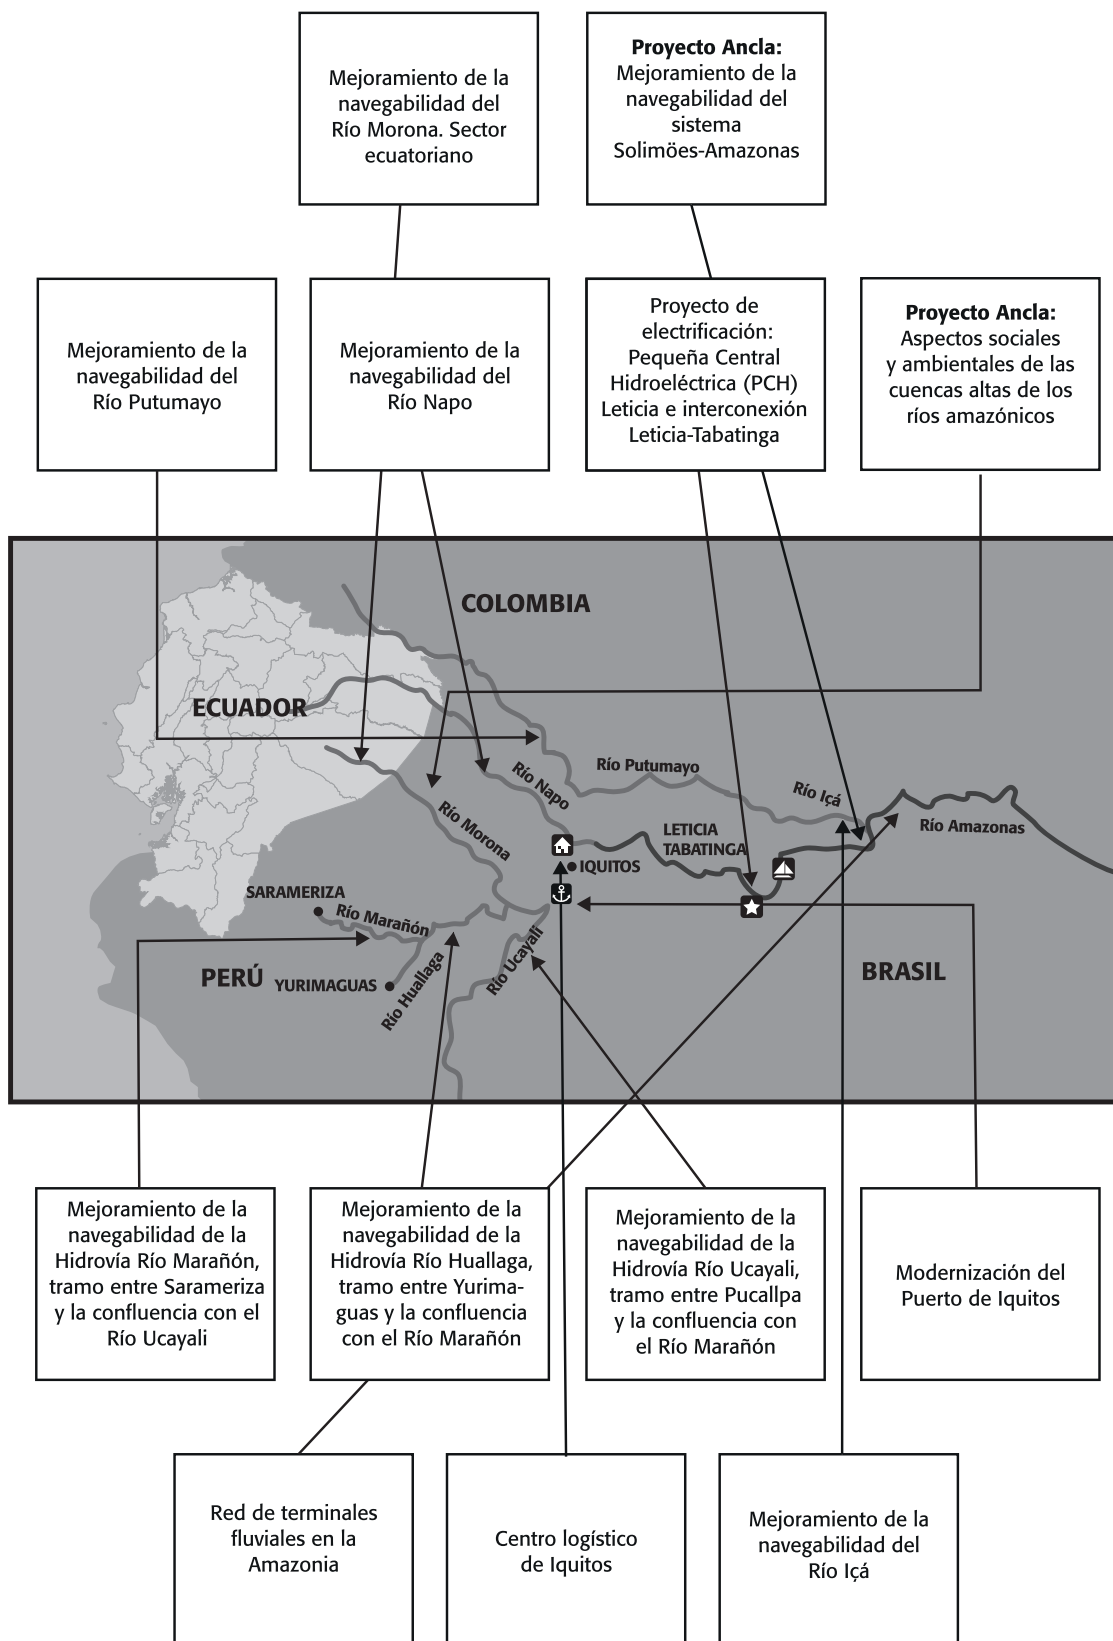 Mejoramiento de la
navegabilidad del
Río Morona. Sector
ecuatoriano
Proyecto Ancla:
Mejoramiento de la
navegabilidad del
sistema
Solimöes-Amazonas
Mejoramiento de la
navegabilidad del
Río Putumayo
Mejoramiento de la
navegabilidad del
Río Napo
Proyecto de
electrificación:
Pequeña Central
Hidroeléctrica (PCH)
Leticia e interconexión
Leticia-Tabatinga
Proyecto Ancla:
Aspectos sociales
y ambientales de las
cuencas altas de los
ríos amazónicos
COLOMBIA
ECUADOR
Río Putumayo
Río Napo
Río Içá
Río Morona
LETICIA
TABATINGA
Río Amazonas
IQUITOS
SARAMERIZA
Río Marañón
Río Ucayali
PERÚ
YURIMAGUAS
Río Huallaga
BRASIL
Mejoramiento de la
navegabilidad de la
Hidrovía Río Marañón,
tramo entre Sarameriza
y la confluencia con el
Río Ucayali
Mejoramiento de la
navegabilidad de la
Hidrovía Río Huallaga,
tramo entre Yurima-
guas y la confluencia
con el Río Marañón
Mejoramiento de la
navegabilidad de la
Hidrovía Río Ucayali,
tramo entre Pucallpa
y la confluencia con
el Río Marañón
Modernización del
Puerto de Iquitos
Red de terminales
fluviales en la
Amazonia
Centro logístico
de Iquitos
Mejoramiento de la
navegabilidad del
Río Içá